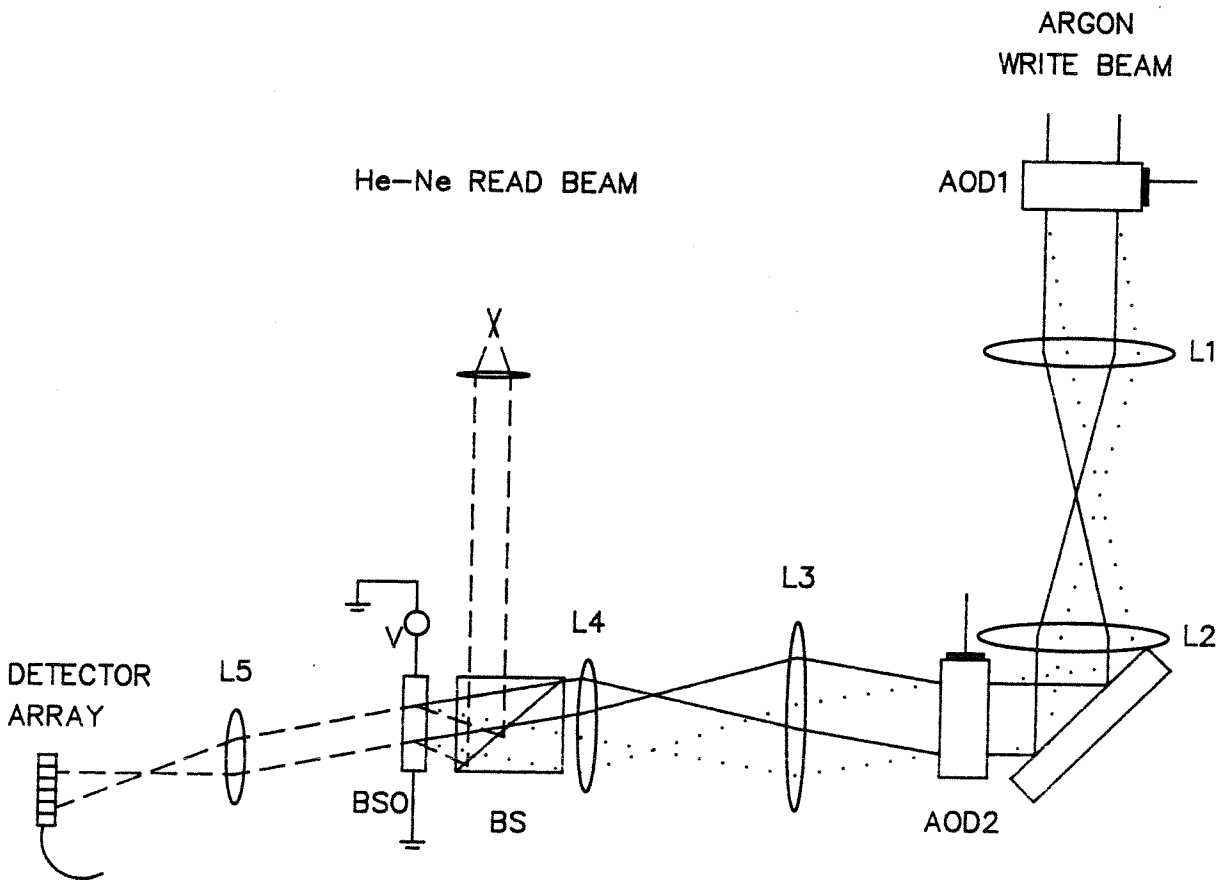 ARGON
WRITE BEAM
He-Ne READ BEAM
AOD1
L1
L3
L4
V
L2
L5
DETECTOR
ARRAY
BSO
BS
AOD2